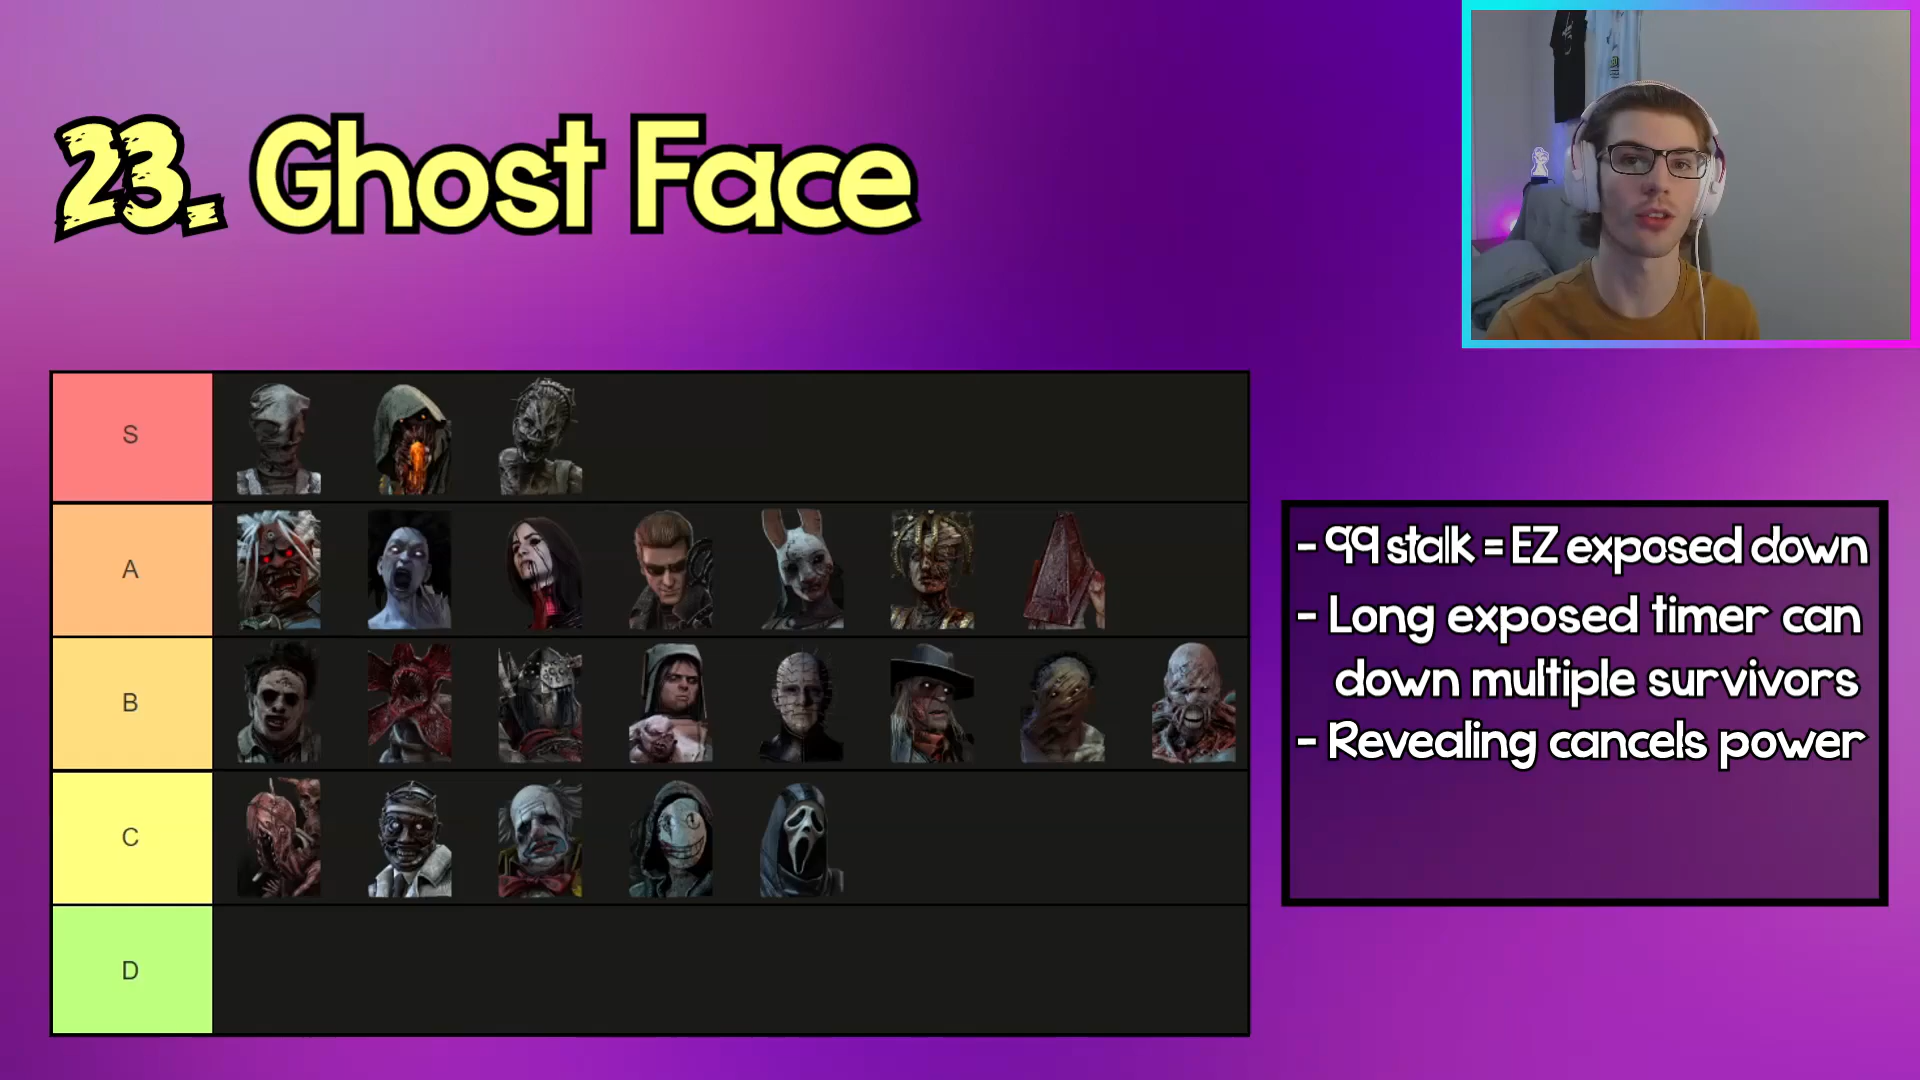 23. Ghost Face
S
A
B
C
D
- 99 stalk = EZ exposed down
- Long exposed timer can
down multiple survivors
- Revealing cancels power